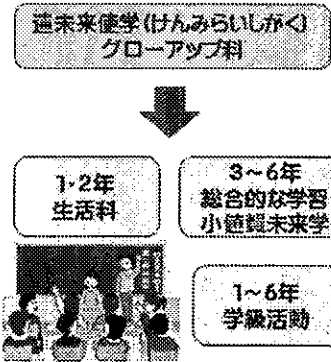 遣未来使学(けんみらいしがく)
グローアップ科
1・2年
生活科
3~6年
総合的な学習
小値賀未来学
1~6年
学級活動